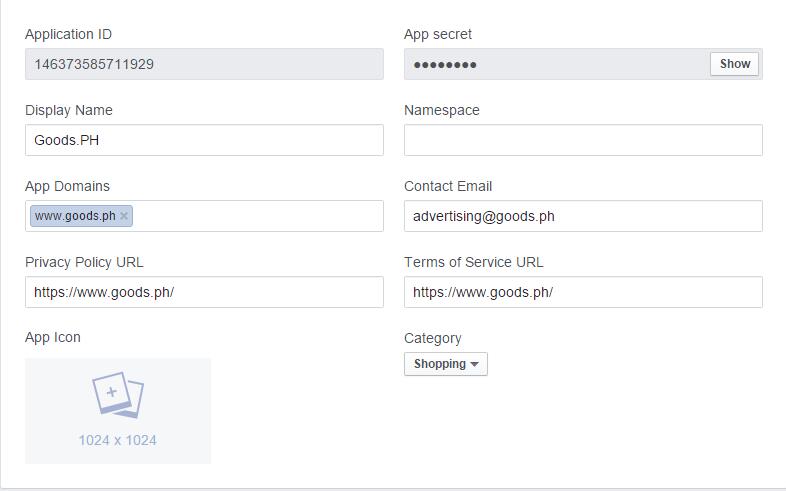 Application ID
App secret
146373585711929
●●●●●●●●
Show
Display Name
Namespace
Goods.PH
App Domains
Contact Email
www.goods.ph ×
advertising@goods.ph
Privacy Policy URL
Terms of Service URL
https://www.goods.ph/
https://www.goods.ph/
App Icon
Category
Shopping
1024 x 1024